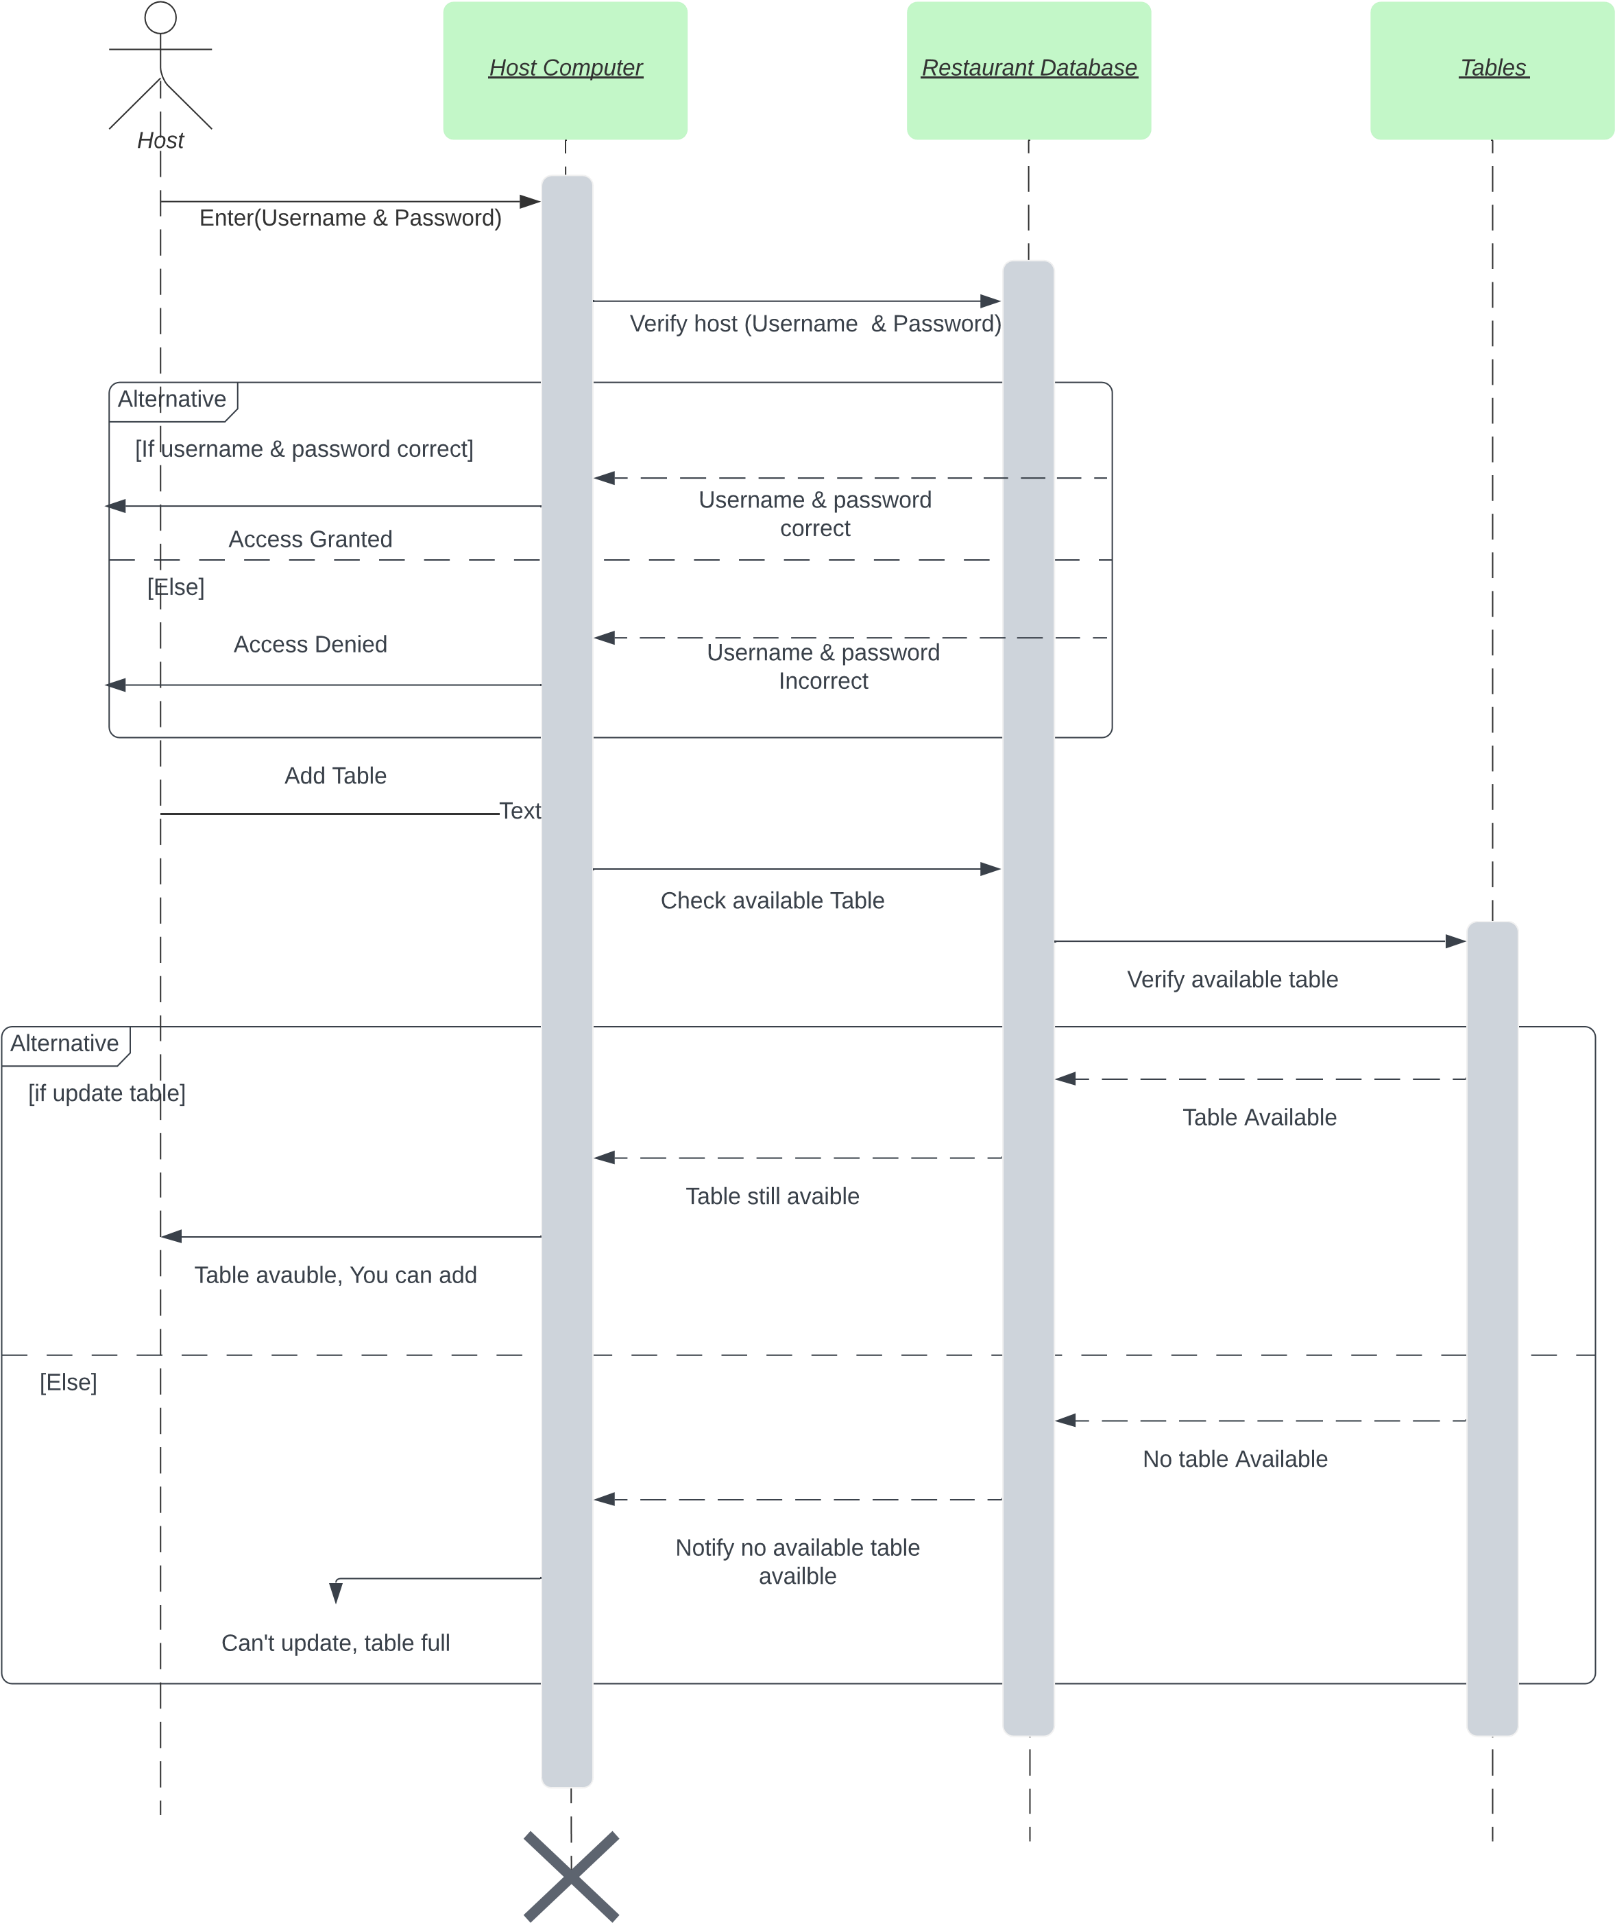 Host Computer
Restaurant Database
Tables
Host
Enter(Username & Password)
Verify host (Username  & Password)
Alternative
[If username & password correct]
Username & password
correct
Access Granted
[Else]
Access Denied
Username & password
Incorrect
Add Table
Text
Check available Table
Verify available table
Alternative
[if update table]
Table Available
Table still avaible
Table avauble, You can add
[Else]
No table Available
Notify no available table
availble
Can't update, table full